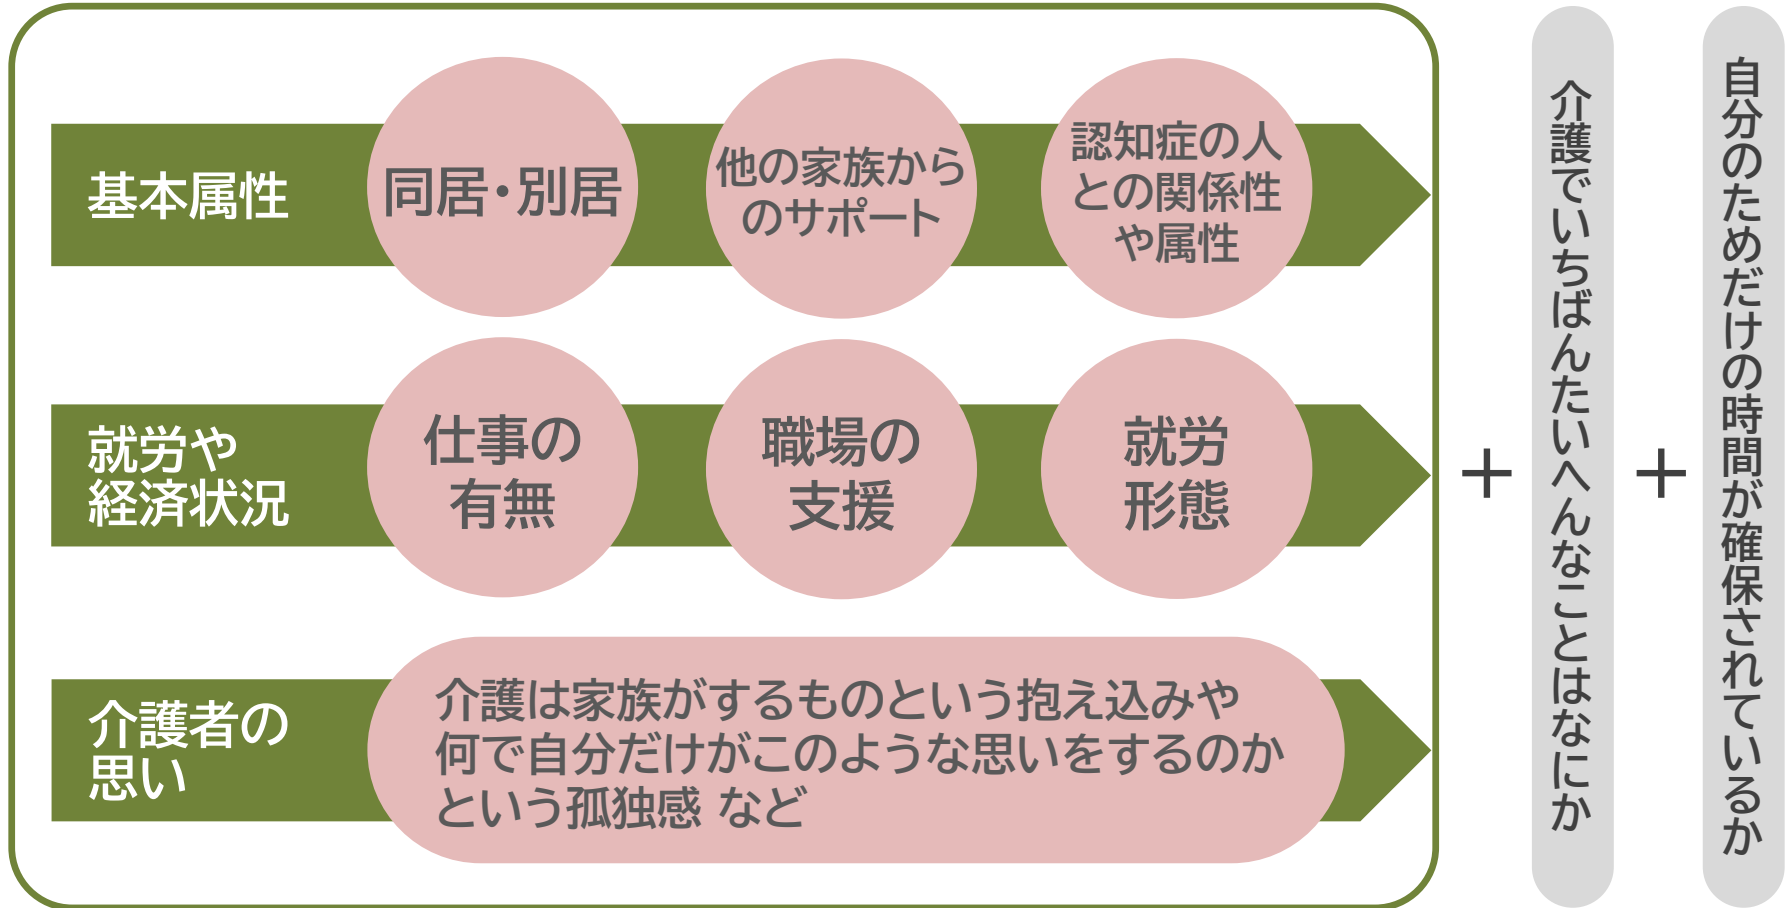 基本属性
同居・別居
他の家族から
のサポート
認知症の人
との関係性
や属性
就労や
経済状況
仕事の
有無
職場の
支援
就労
形態
介護者の
思い
介護は家族がするものという抱え込みや
何で自分だけがこのような思いをするのか
という孤独感 など
＋
介護でいちばんたいへんなことはなにか
＋
自分のためだけの時間が確保されているか